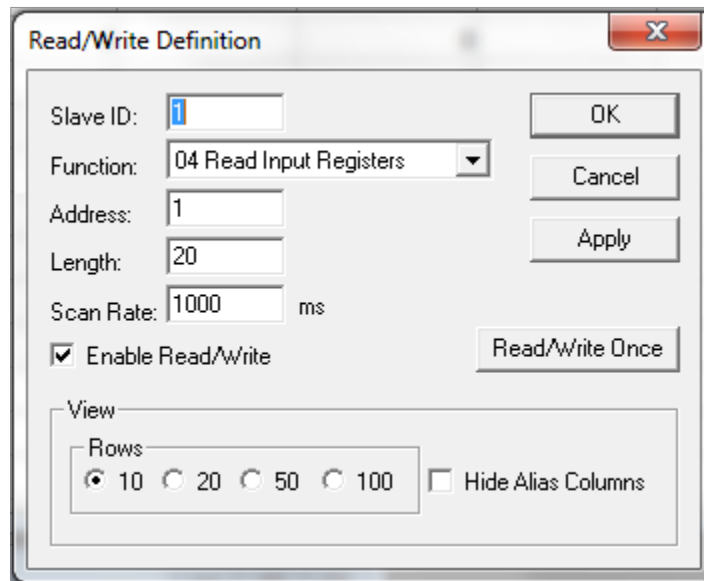 Read/Write Definition
Slave ID: 1
OK
Function: 04 Read Input Registers
Cancel
Address: 1
Apply
Length: 20
Scan Rate: 1000 ms
Enable Read/Write
Read/Write Once
View
Rows
10 20 50 100
Hide Alias Columns